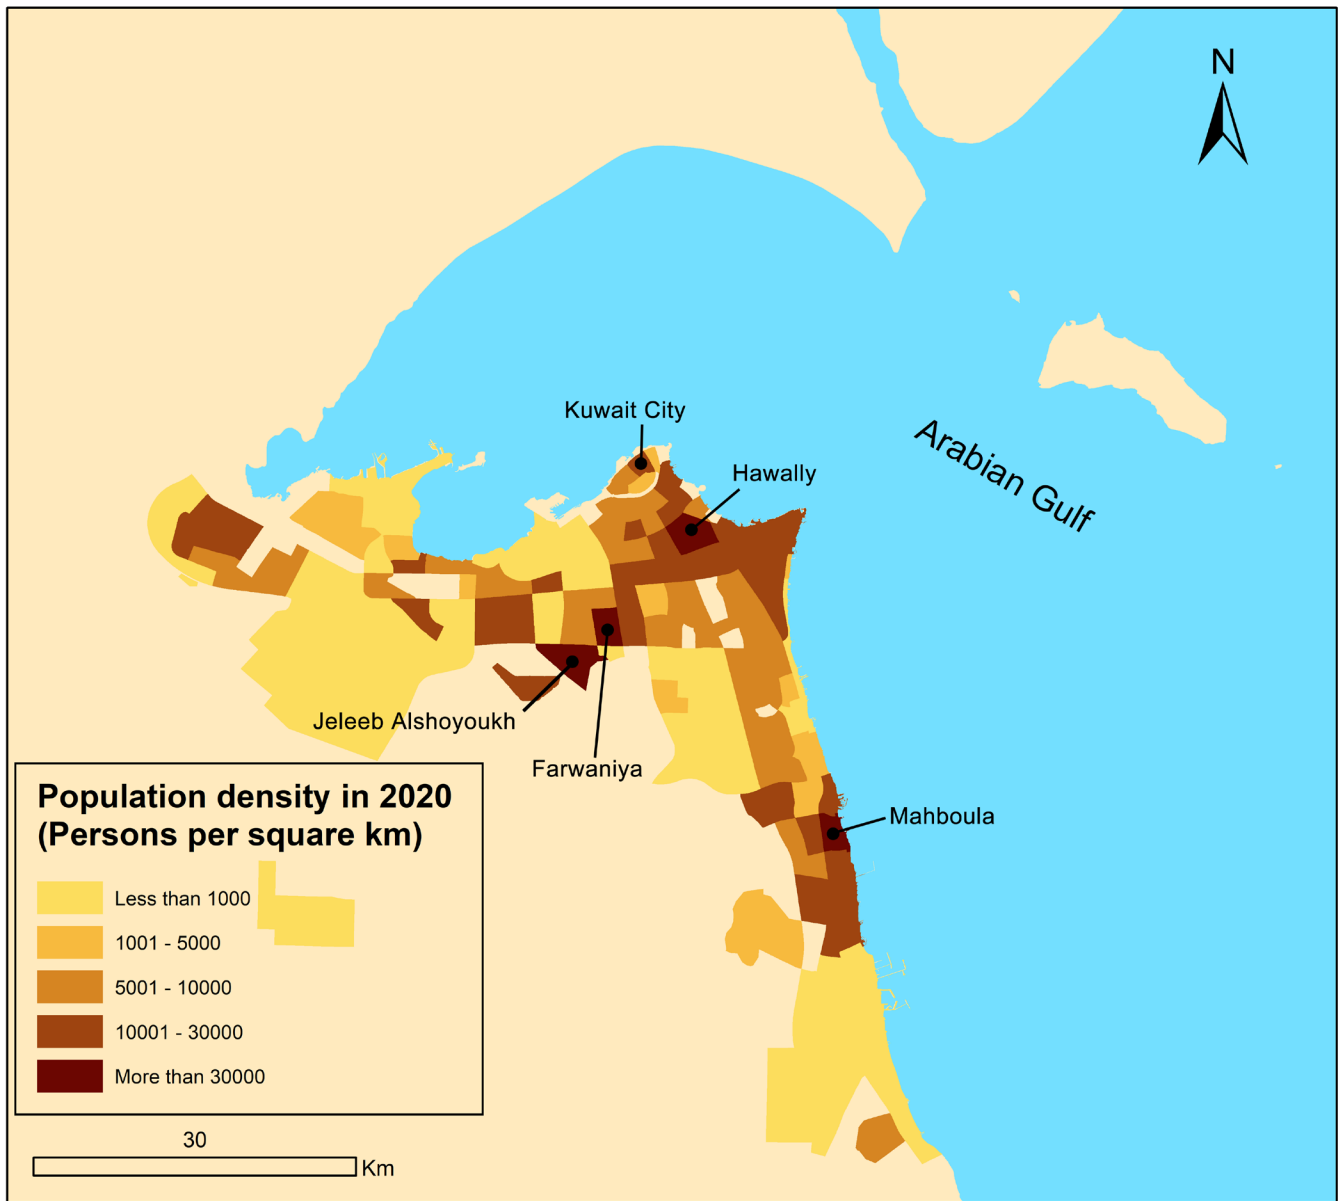 N
Kuwait City
Hawally
Arabian Gulf
Jeleeb Alshoyoukh
Farwaniya
Mahboula
Population density in 2020
(Persons per square km)
Less than 1000
1001 - 5000
5001 - 10000
10001 - 30000
More than 30000
30
Km